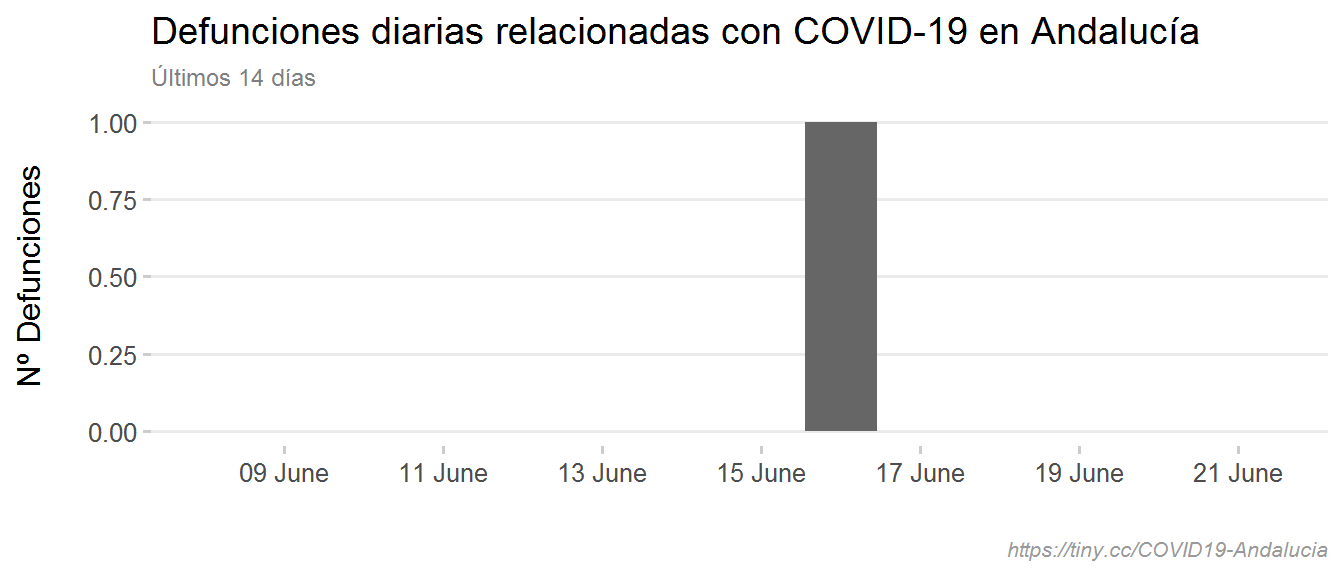 Defunciones diarias relacionadas con COVID-19 en Andalucía
Últimos 14 días
Nº Defunciones
1.00
0.75
0.50
0.25
0.00
09 June 11 June 13 June 15 June 17 June 19 June 21 June
https://tiny.cc/COVID19-Andalucia